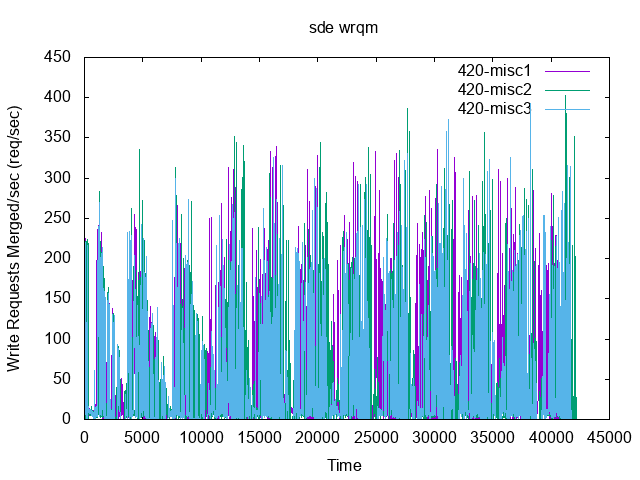 sde wrqm
450
400
350
300
250
200
150
100
50
0
Write Requests Merged/sec (req/sec)
420-misc1
420-misc2
420-misc3
0 5000 10000 15000 20000 25000 30000 35000 40000 45000
Time